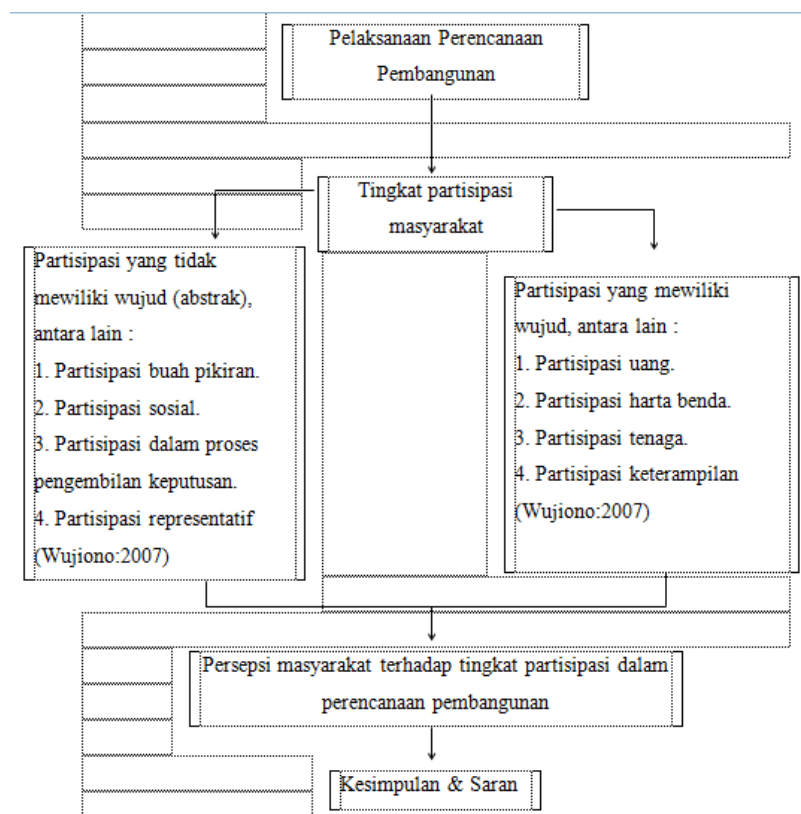 Pelaksanaan Perencanaan
Pembangunan
Tingkat partisipasi
masyarakat
Partisipasi yang tidak
mewiliki wujud (abstrak),
antara lain :
1. Partisipasi buah pikiran.
2. Partisipasi sosial.
3. Partisipasi dalam proses
pengembilan keputusan.
4. Partisipasi representatif
(Wujiono:2007)
Partisipasi yang mewiliki
wujud, antara lain :
1. Partisipasi uang.
2. Partisipasi harta benda.
3. Partisipasi tenaga.
4. Partisipasi keterampilan
(Wujiono:2007)
Persepsi masyarakat terhadap tingkat partisipasi dalam
perencanaan pembangunan
Kesimpulan & Saran